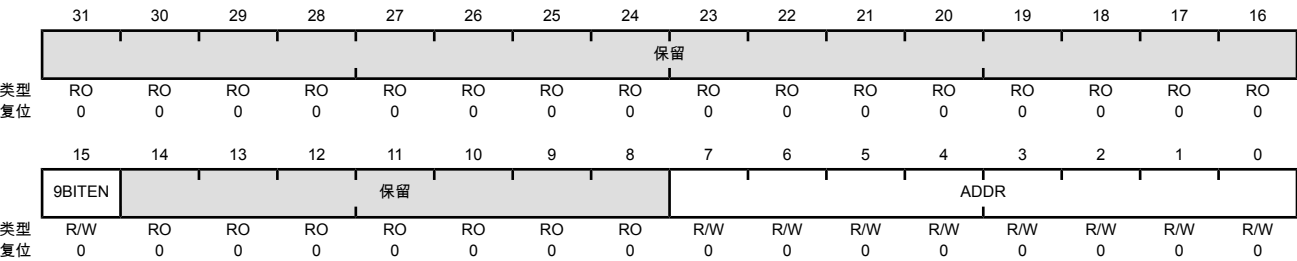 31 30 29 28 27 26 25 24 23 22 21 20 19 18 17 16
保留
类型 RO RO RO RO RO RO RO RO RO RO RO RO RO RO RO RO
复位 0 0 0 0 0 0 0 0 0 0 0 0 0 0 0 0
15 14 13 12 11 10 9 8 7 6 5 4 3 2 1 0
9BITEN 保留 ADDR
类型 R/W RO RO RO RO RO RO RO R/W R/W R/W R/W R/W R/W R/W R/W
复位 0 0 0 0 0 0 0 0 0 0 0 0 0 0 0 0